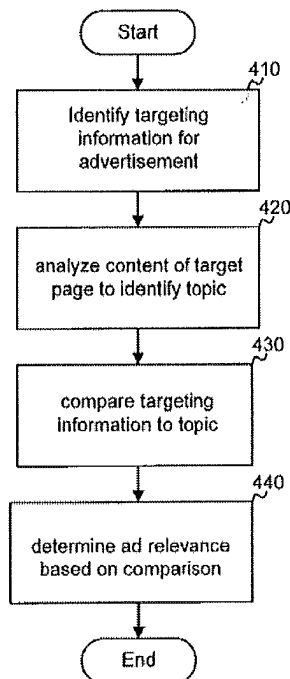 Start
410
Identify targeting
information for
advertisement
420
analyze content of target
page to identify topic
430
compare targeting
information to topic
440
determine ad relevance
based on comparison
End